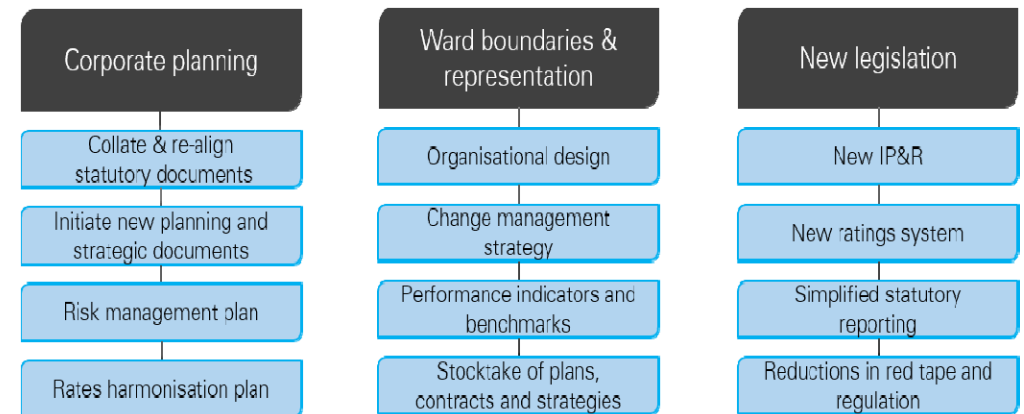 Corporate planning
Collate & re-align
statutory documents
Initiate new planning and
strategic documents
Risk management plan
Rates harmonisation plan
Ward boundaries &
representation
Organisational design
Change management
strategy
Performance indicators and
benchmarks
Stocktake of plans,
contracts and strategies
New legislation
New IP&R
New ratings system
Simplified statutory
reporting
Reductions in red tape and
regulation